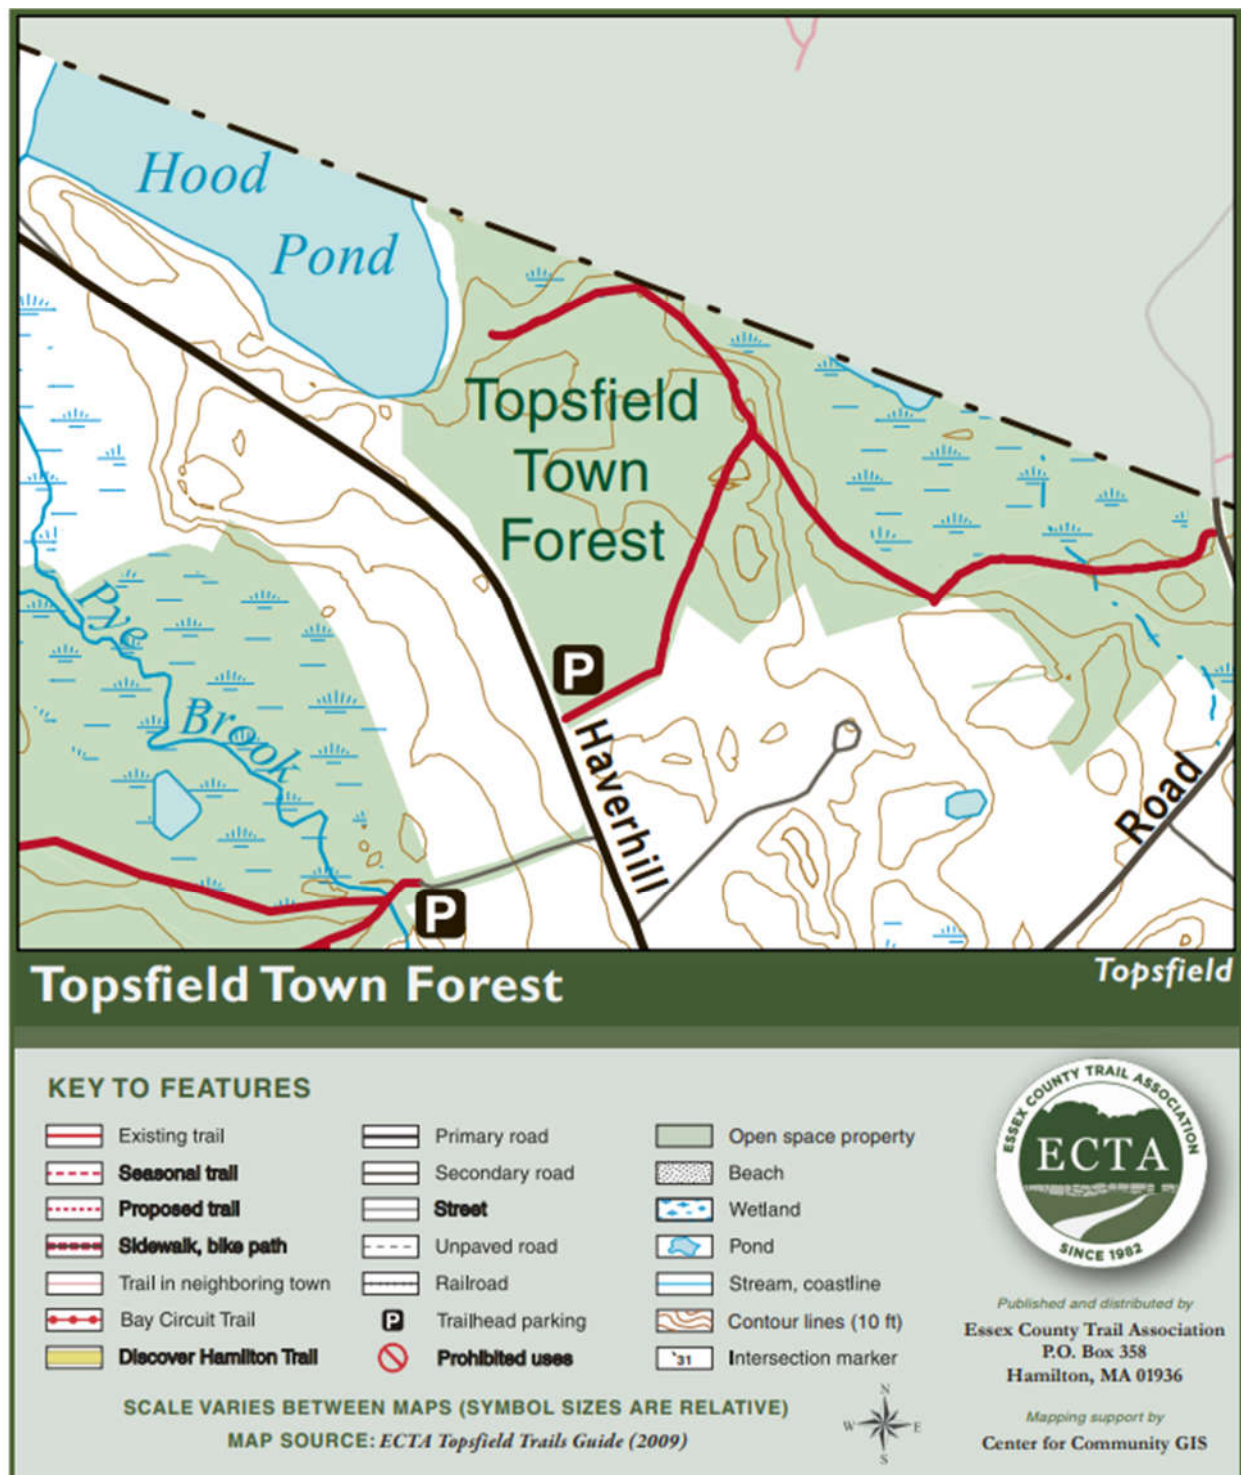 Hood
Pond
Topsfield
Town
Forest
Pye
Brook
P
Haverhill
Road
P
Topsfield Town Forest
Topsfield
KEY TO FEATURES
Existing trail
Seasonal trail
Proposed trail
Sidewalk, bike path
Trail in neighboring town
Bay Circuit Trail
Discover Hamilton Trail
Primary road
Secondary road
Street
Unpaved road
Railroad
P Trailhead parking
Prohibited uses
Open space property
Beach
Wetland
Pond
Stream, coastline
Contour lines (10 ft)
31 Intersection marker
SCALE VARIES BETWEEN MAPS (SYMBOL SIZES ARE RELATIVE)
MAP SOURCE: ECTA Topsfield Trails Guide (2009)
N
W E
S
ESSEX COUNTY TRAIL ASSOCIATION
ECTA
SINCE 1982
Published and distributed by
Essex County Trail Association
P.O. Box 358
Hamilton, MA 01936
Mapping support by
Center for Community GIS